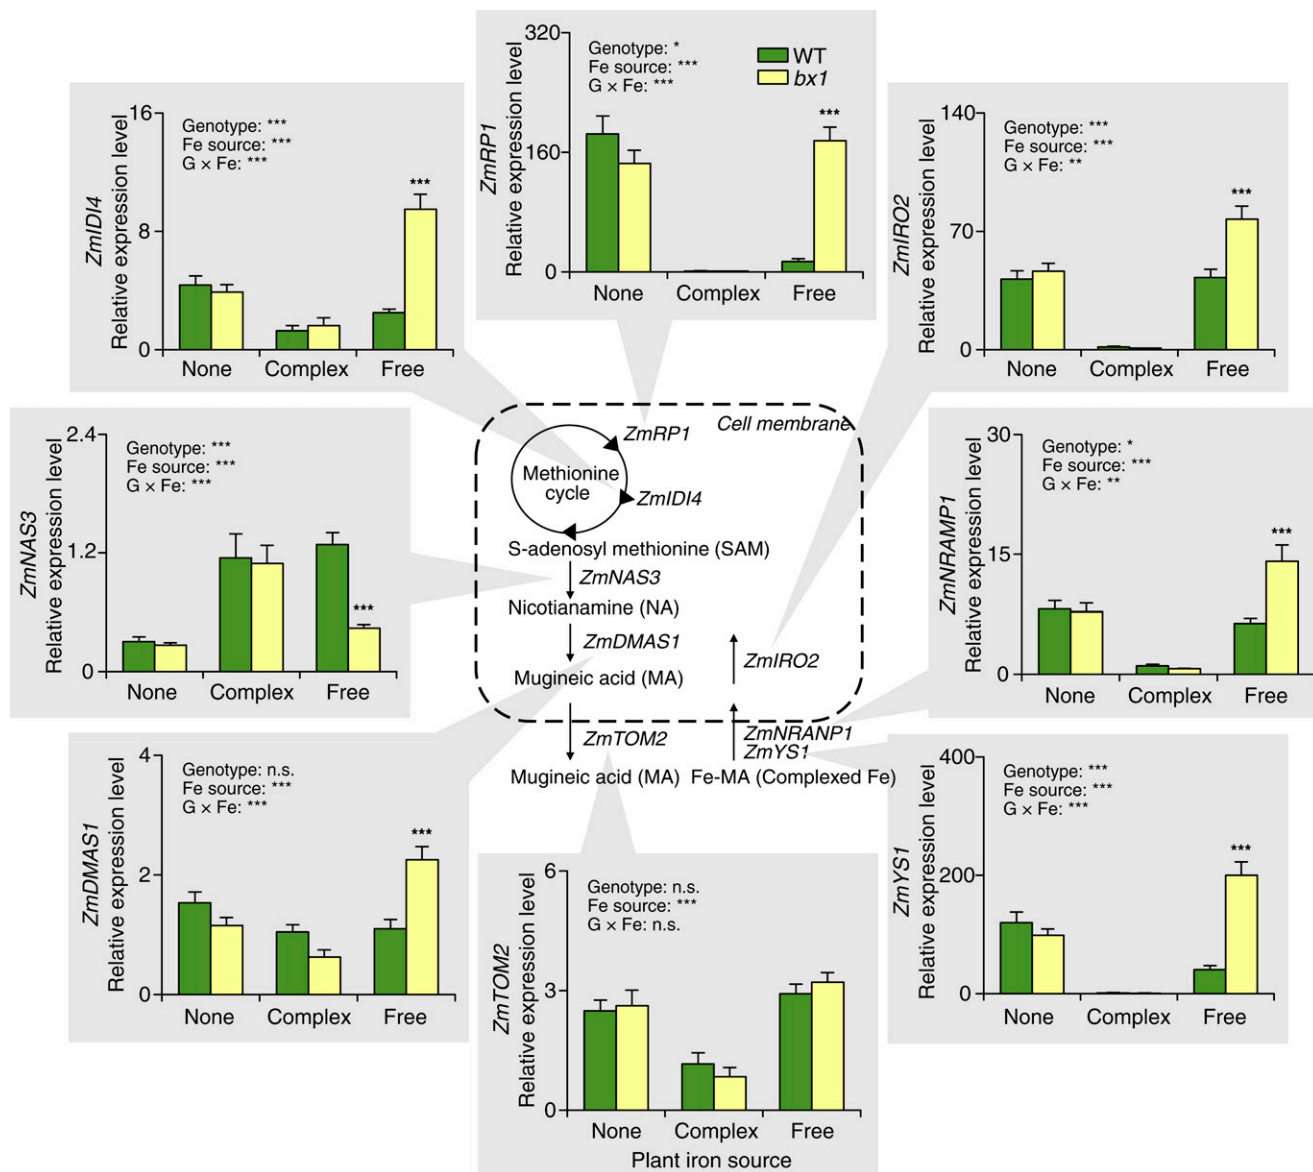 320
160
0
ZmRP1
Relative expression level
Genotype: *
Fe source: ***
G × Fe: ***
WT
bx1
***
None Complex Free
16
8
0
ZmIDI4
Relative expression level
Genotype: ***
Fe source: ***
G × Fe: ***
***
None Complex Free
140
70
0
ZmIRO2
Relative expression level
Genotype: ***
Fe source: ***
G × Fe: **
***
None Complex Free
2.4
1.2
0
ZmNAS3
Relative expression level
Genotype: ***
Fe source: ***
G × Fe: ***
***
None Complex Free
Cell membrane
ZmRP1
Methionine
cycle
ZmIDI4
S-adenosyl methionine (SAM)
ZmNAS3
Nicotianamine (NA)
ZmDMAS1
Mugineic acid (MA)
ZmIRO2
ZmTOM2
ZmNRANP1
ZmYS1
Mugineic acid (MA)
Fe-MA (Complexed Fe)
30
15
0
ZmNRAMP1
Relative expression level
Genotype: *
Fe source: ***
G × Fe: **
***
None Complex Free
4
2
0
ZmDMAS1
Relative expression level
Genotype: n.s.
Fe source: ***
G × Fe: ***
***
None Complex Free
6
3
0
ZmTOM2
Relative expression level
Genotype: n.s.
Fe source: ***
G × Fe: n.s.
None Complex Free
Plant iron source
400
200
0
ZmYS1
Relative expression level
Genotype: ***
Fe source: ***
G × Fe: ***
***
None Complex Free